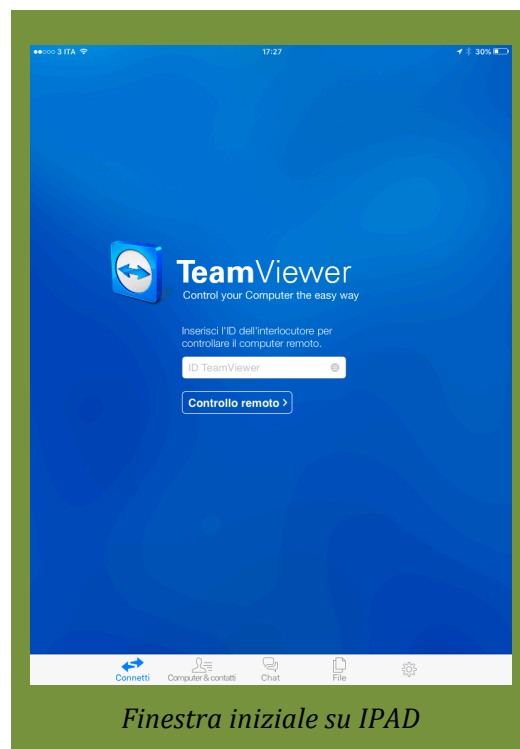 3 ITA 17:27 30%
TeamViewer
Control your Computer the easy way
Inserisci l'ID dell'interlocutore per
controllare il computer remoto.
ID TeamViewer
Controllo remoto >
Connetti Computer & contatti Chat File
Finestra iniziale su IPAD